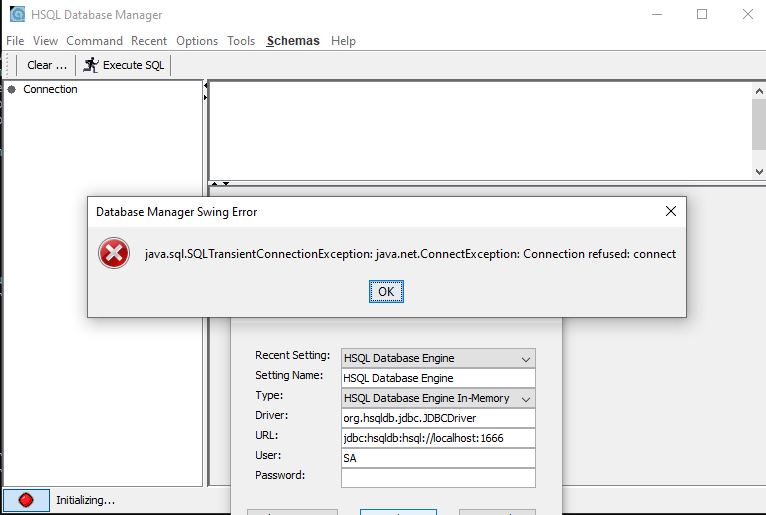 HSQL Database Manager
File View Command Recent Options Tools Schemas Help
Clear ... Execute SQL
Connection
Database Manager Swing Error
java.sql.SQLTransientConnectionException: java.net.ConnectException: Connection refused: connect
OK
Recent Setting: HSQL Database Engine
Setting Name: HSQL Database Engine
Type: HSQL Database Engine In-Memory
Driver: org.hsqldb.jdbc.JDBCDriver
URL: jdbc:hsqldb:hsql://localhost:1666
User: SA
Password:
Initializing...